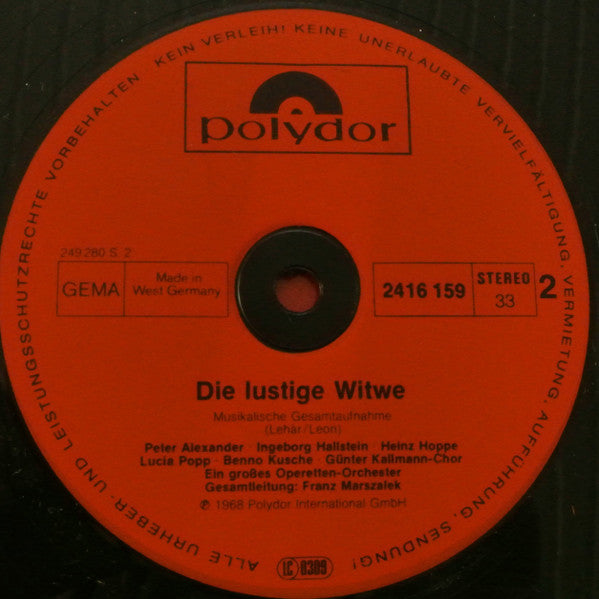 ALLE URHEBER- UND LEISTUNGSSCHUTZRECHTE VORBEHALTEN KEIN VERLEIH! KEINE UNERLAUBTE VERVIELFÄLTIGUNG, VERMIETUNG, AUFFÜHRUNG, SENDUNG!
polydor
249 280 S 2
GEMA
Made in
West Germany
2416 159
STEREO
33
2
Die lustige Witwe
Musikalische Gesamtaufnahme
(Lehár/Leon)
Peter Alexander · Ingeborg Hallstein · Heinz Hoppe
Lucia Popp · Benno Kusche · Günter Kallmann-Chor
Ein großes Operetten-Orchester
Gesamtleitung: Franz Marszalek
℗ 1968 Polydor International GmbH
LC 0309